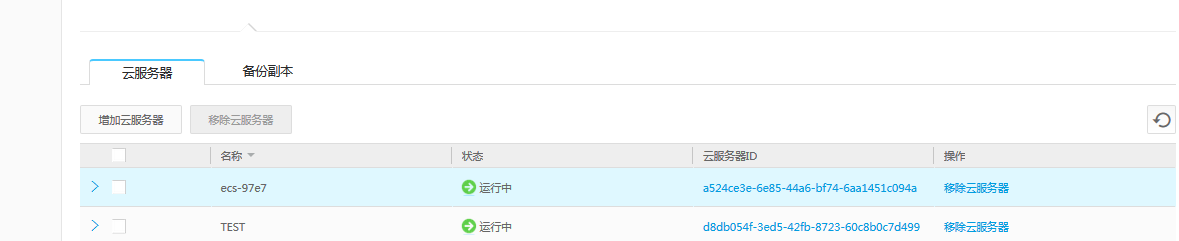 云服务器 备份副本
增加云服务器 移除云服务器
名称 状态 云服务器ID 操作
ecs-97e7 运行中 a524ce3e-6e85-44a6-bf74-6aa1451c094a 移除云服务器
TEST 运行中 d8db054f-3ed5-42fb-8723-60c8b0c7d499 移除云服务器